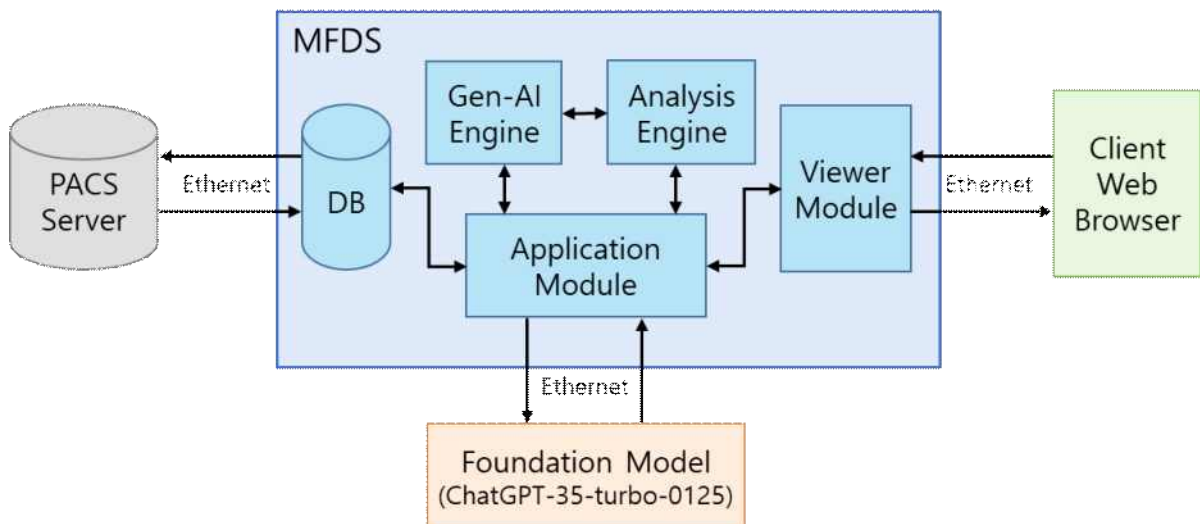 MFDS
Gen-AI
Engine
Analysis
Engine
PACS
Server
Ethernet
DB
Viewer
Module
Ethernet
Client
Web
Browser
Application
Module
Ethernet
Foundation Model
(ChatGPT-35-turbo-0125)